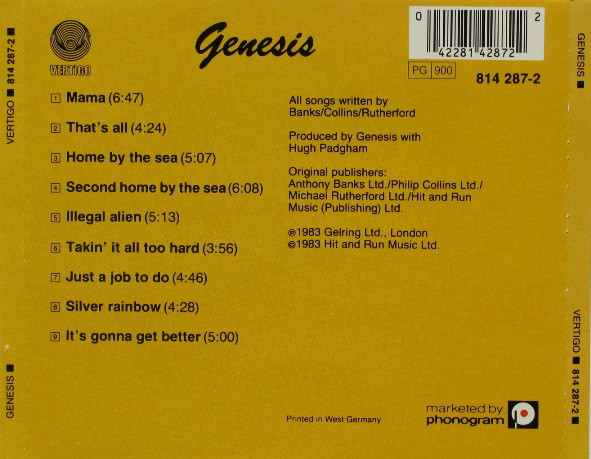 VERTIGO
Genesis
0
2
42281 42872
PG 900
814 287-2
1 Mama (6:47)
2 That's all (4:24)
3 Home by the sea (5:07)
4 Second home by the sea (6:08)
5 Illegal alien (5:13)
6 Takin' it all too hard (3:56)
7 Just a job to do (4:46)
8 Silver rainbow (4:28)
9 It's gonna get better (5:00)
All songs written by
Banks/Collins/Rutherford
Produced by Genesis with
Hugh Padgham
Original publishers:
Anthony Banks Ltd./Philip Collins Ltd./
Michael Rutherford Ltd./Hit and Run
Music (Publishing) Ltd.
℗1983 Gelring Ltd., London
©1983 Hit and Run Music Ltd.
Printed in West Germany
marketed by
phonogram
GENESIS ■ VERTIGO ■ 814 287-2
GENESIS ■ VERTIGO ■ 814 287-2 ■